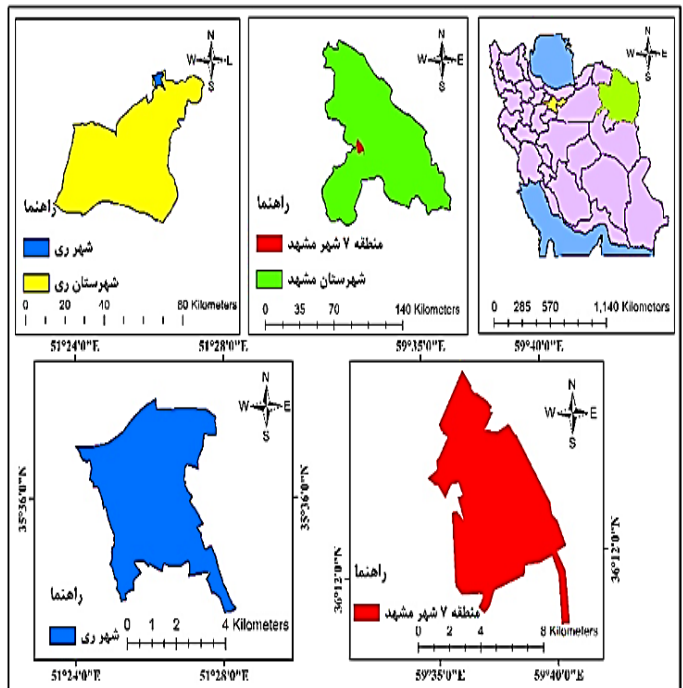 N
W L
S
راهنما
شهر ری
شهرستان ری
0 20 40 80 Kilometers
N
W E
S
راهنما
منطقه ۷ شهر مشهد
شهرستان مشهد
0 35 70 140 Kilometers
N
W E
S
0 285 570 1,140 Kilometers
51°24'0"E 51°28'0"E
59°35'0"E 59°40'0"E
N
W E
S
35°36'0"N
35°36'0"N
راهنما
شهر ری
0 1 2 4 Kilometers
51°24'0"E 51°28'0"E
N
W E
S
36°12'0"N
36°12'0"N
راهنما
منطقه ۷ شهر مشهد
0 2 4 8 Kilometers
59°35'0"E 59°40'0"E